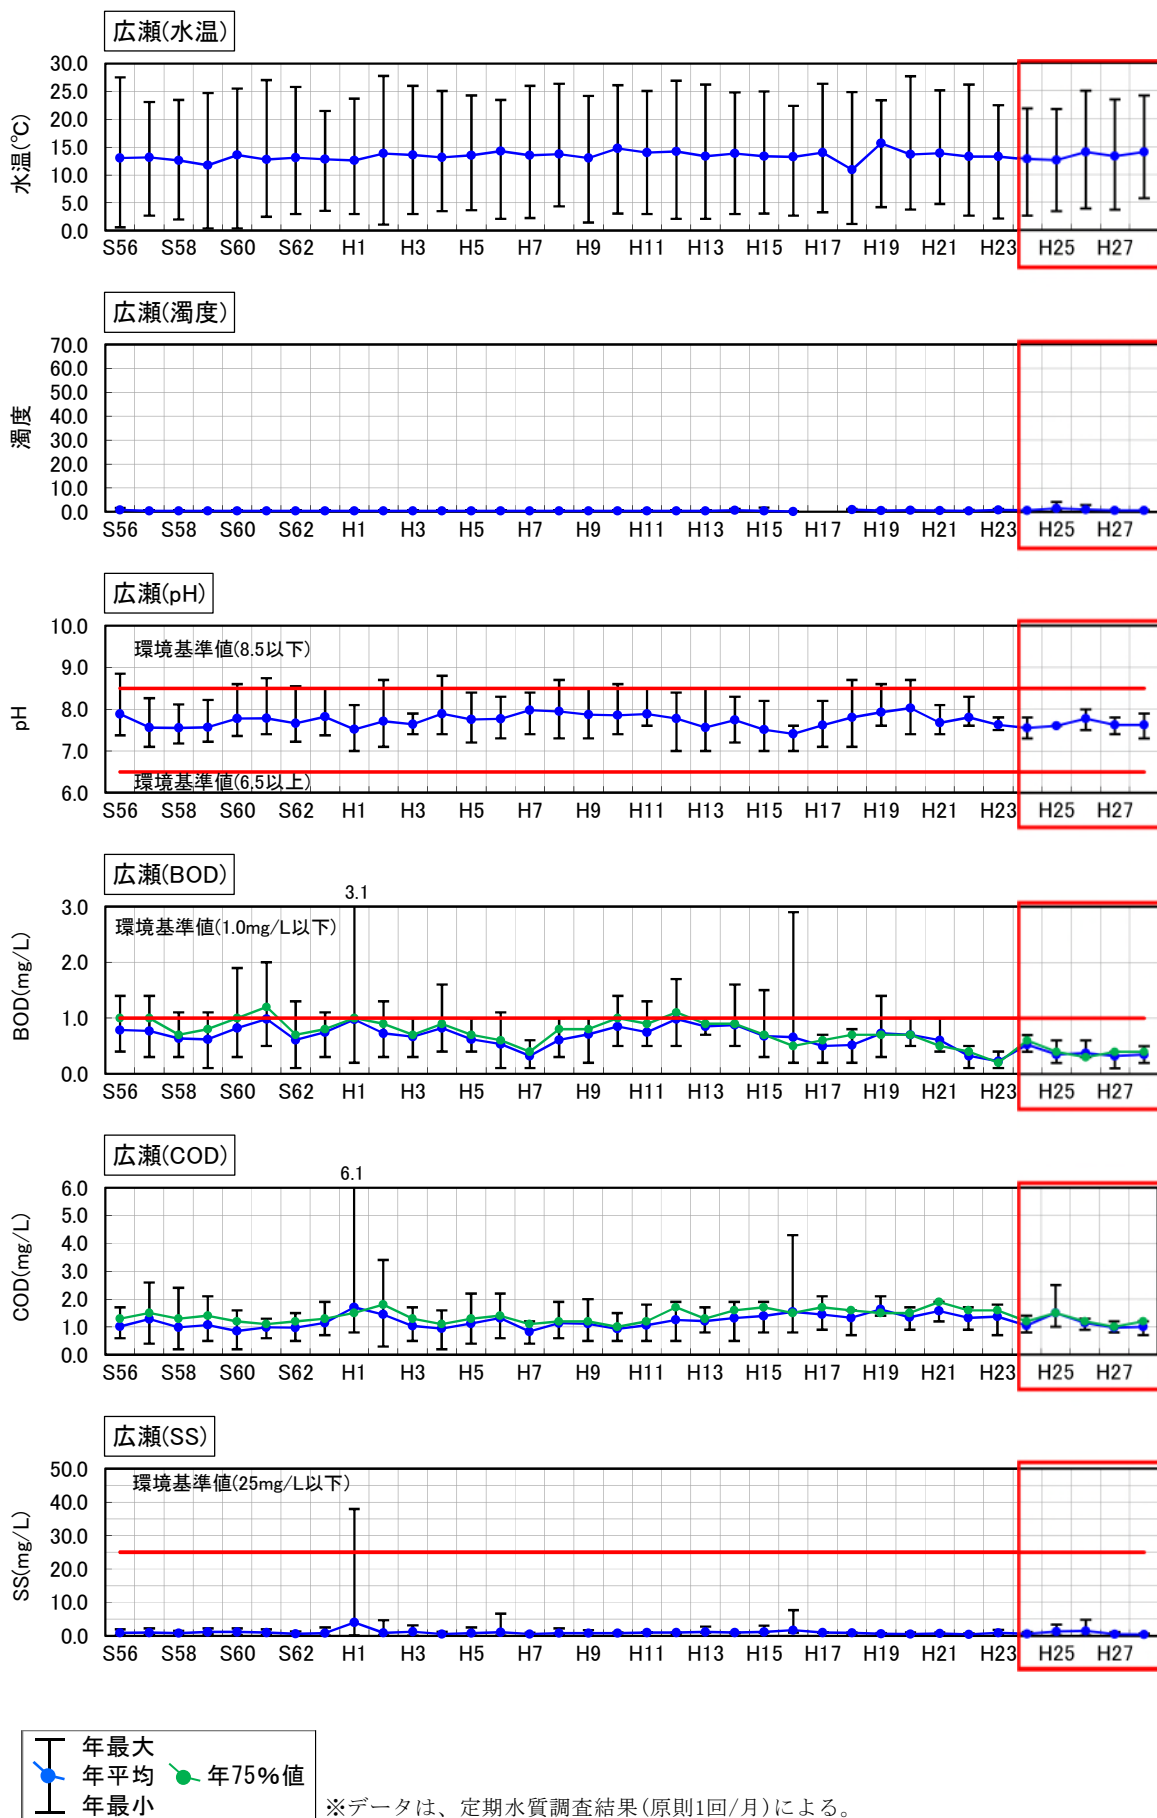 広瀬(水温)
水温(℃)
30.0
25.0
20.0
15.0
10.0
5.0
0.0
S56 S58 S60 S62 H1 H3 H5 H7 H9 H11 H13 H15 H17 H19 H21 H23 H25 H27
広瀬(濁度)
濁度
70.0
60.0
50.0
40.0
30.0
20.0
10.0
0.0
S56 S58 S60 S62 H1 H3 H5 H7 H9 H11 H13 H15 H17 H19 H21 H23 H25 H27
広瀬(pH)
pH
10.0
9.0
8.0
7.0
6.0
環境基準値(8.5以下)
環境基準値(6.5以上)
S56 S58 S60 S62 H1 H3 H5 H7 H9 H11 H13 H15 H17 H19 H21 H23 H25 H27
広瀬(BOD)
3.1
BOD(mg/L)
3.0
2.0
1.0
0.0
環境基準値(1.0mg/L以下)
S56 S58 S60 S62 H1 H3 H5 H7 H9 H11 H13 H15 H17 H19 H21 H23 H25 H27
広瀬(COD)
6.1
COD(mg/L)
6.0
5.0
4.0
3.0
2.0
1.0
0.0
S56 S58 S60 S62 H1 H3 H5 H7 H9 H11 H13 H15 H17 H19 H21 H23 H25 H27
広瀬(SS)
SS(mg/L)
50.0
40.0
30.0
20.0
10.0
0.0
環境基準値(25mg/L以下)
S56 S58 S60 S62 H1 H3 H5 H7 H9 H11 H13 H15 H17 H19 H21 H23 H25 H27
年最大
年平均 年75%値
年最小
※データは、定期水質調査結果(原則1回/月)による。